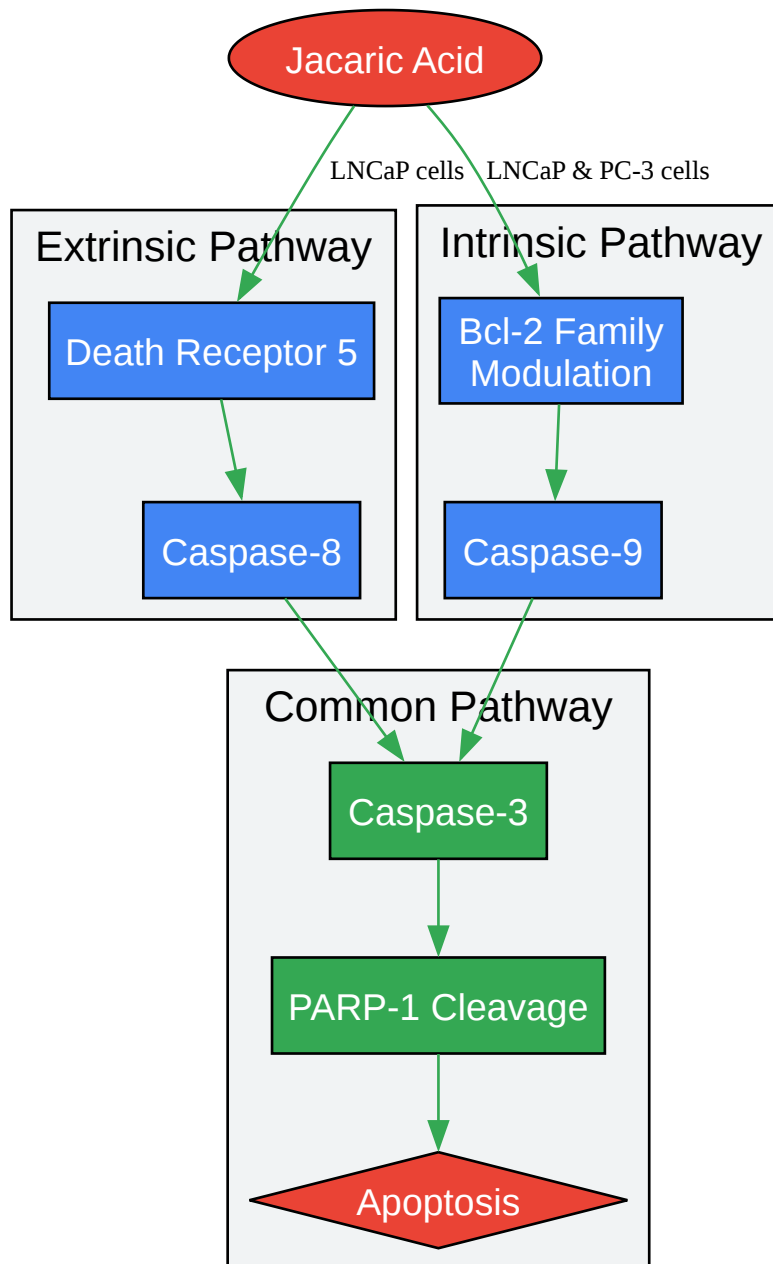 Jacaric Acid
LNCaP cells
LNCaP & PC-3 cells
Extrinsic Pathway
Death Receptor 5
Caspase-8
Intrinsic Pathway
Bcl-2 Family
Modulation
Caspase-9
Common Pathway
Caspase-3
PARP-1 Cleavage
Apoptosis